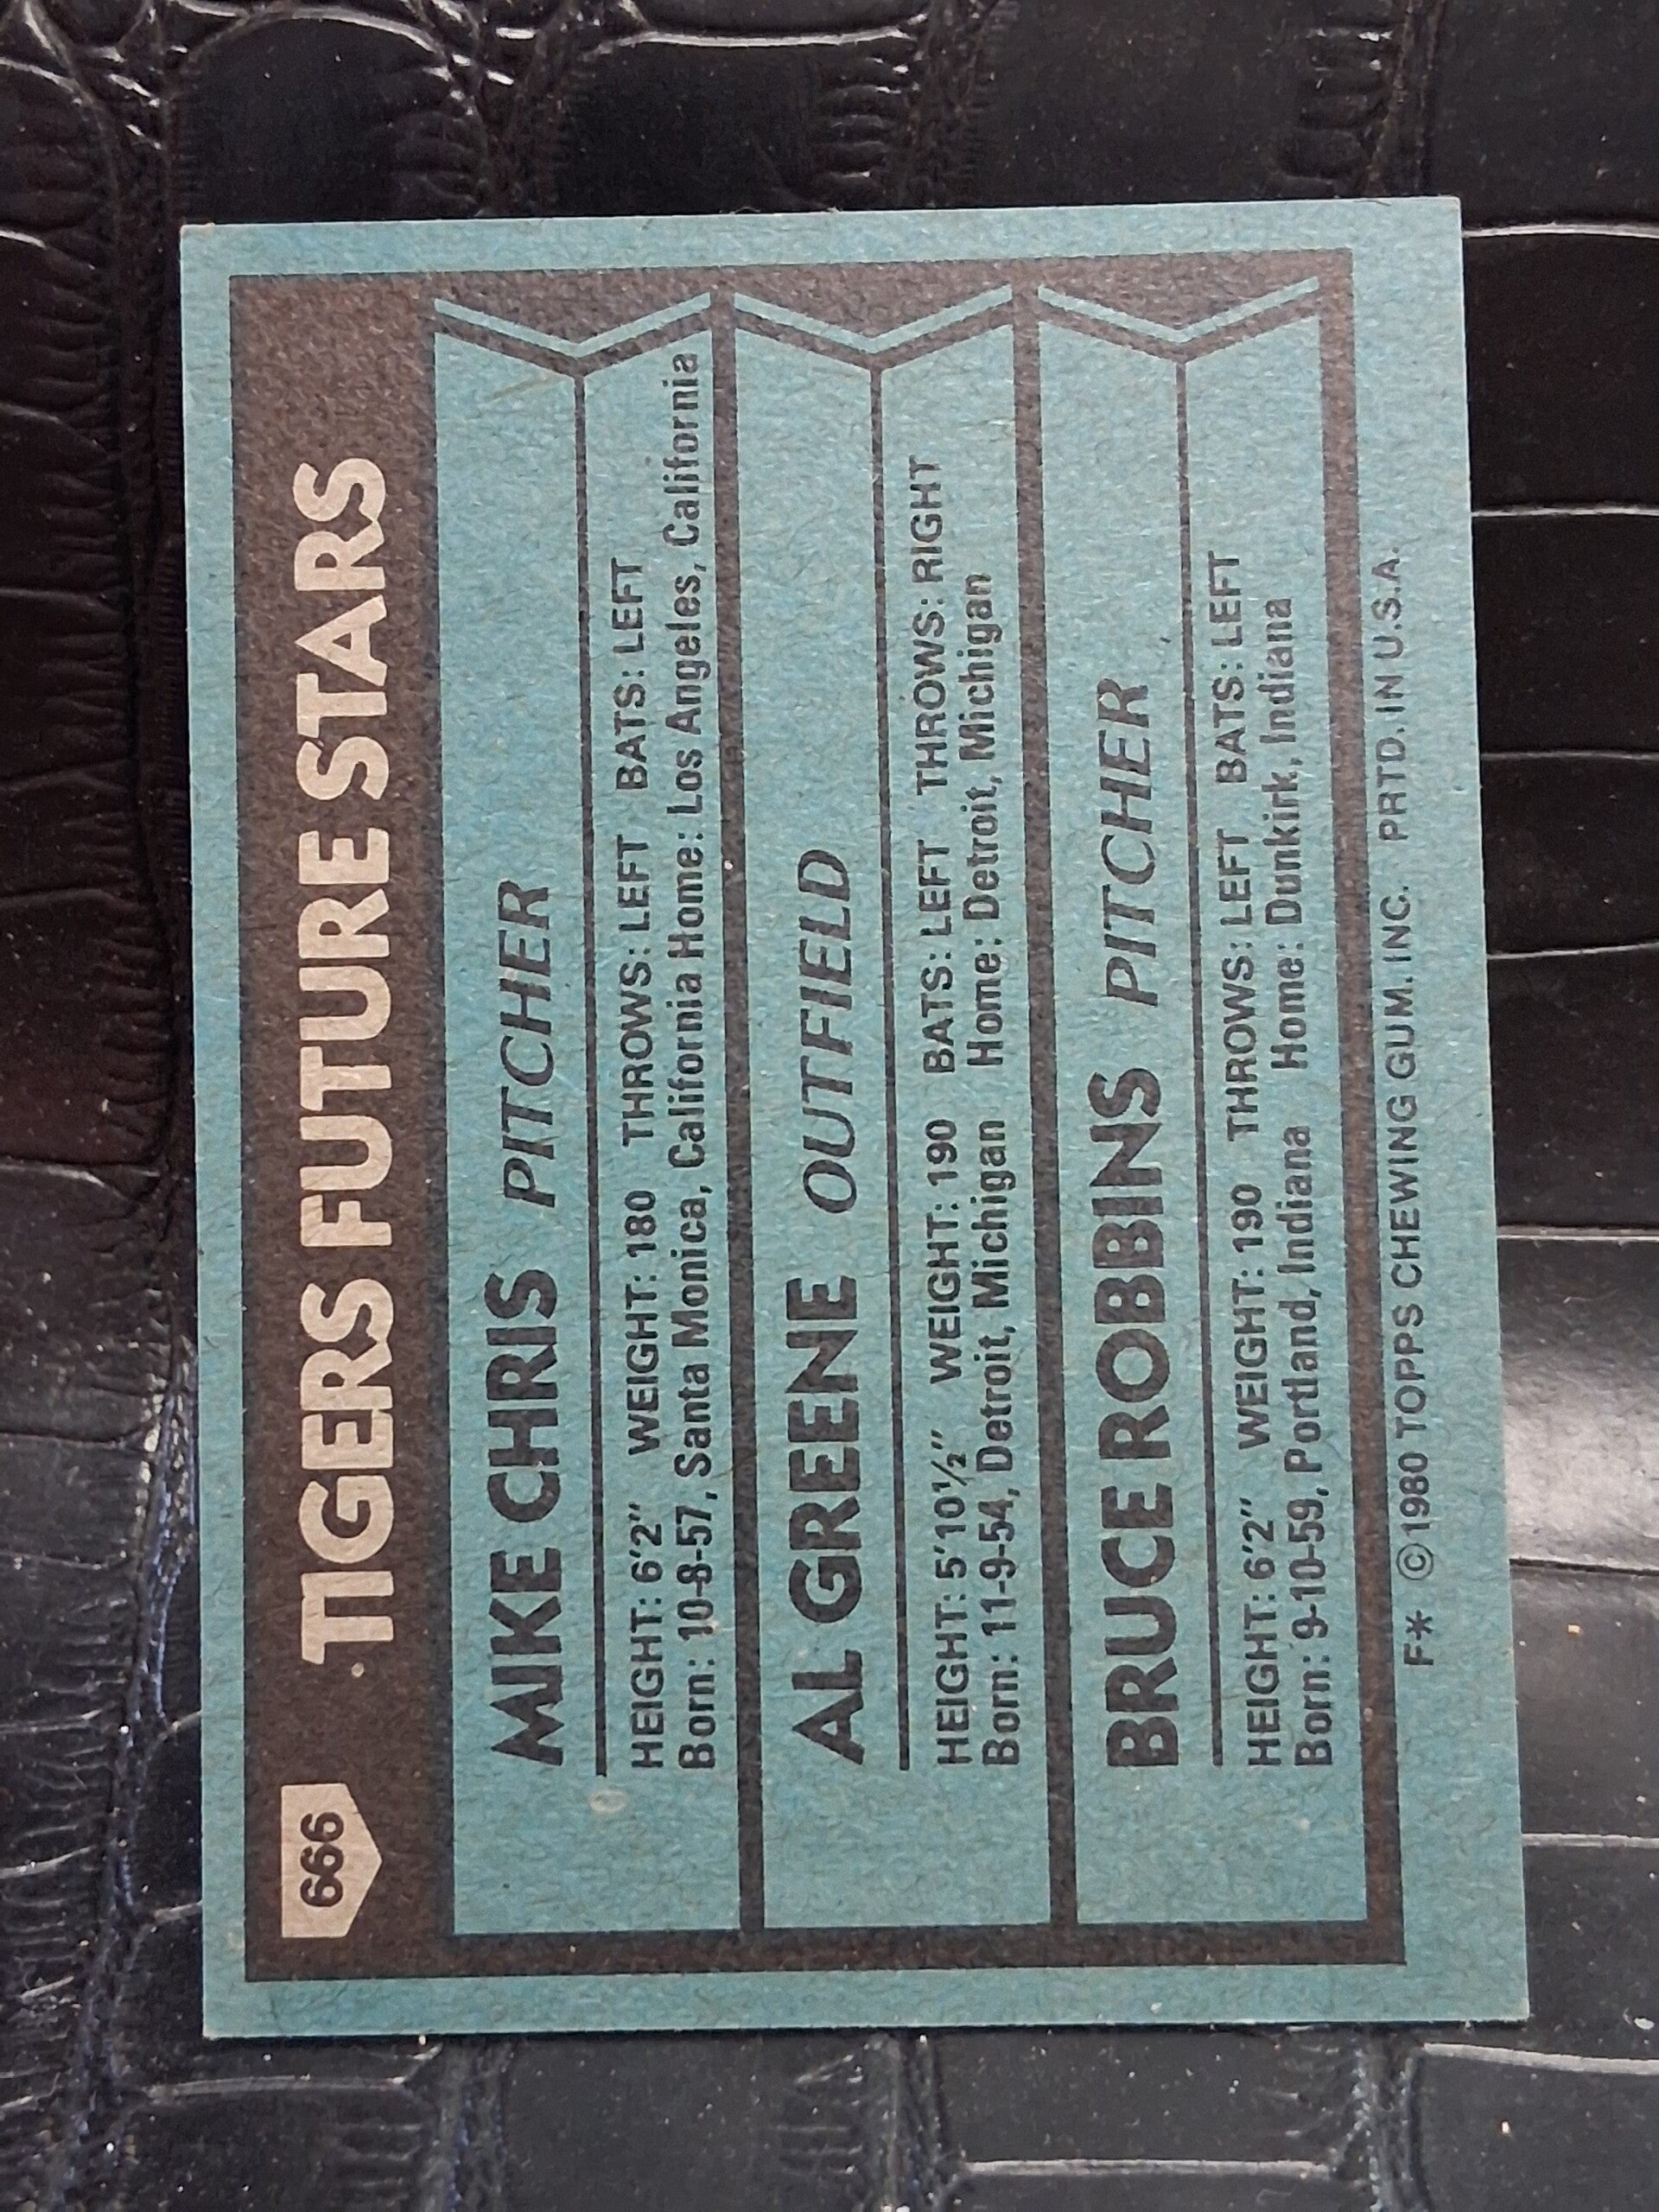 666 TIGERS FUTURE STARS
MIKE CHRIS PITCHER
HEIGHT: 6'2" WEIGHT: 180 THROWS: LEFT BATS: LEFT
Born: 10-8-57, Santa Monica, California Home: Los Angeles, California
AL GREENE OUTFIELD
HEIGHT: 5'10½" WEIGHT: 190 BATS: LEFT THROWS: RIGHT
Born: 11-9-54, Detroit, Michigan Home: Detroit, Michigan
BRUCE ROBBINS PITCHER
HEIGHT: 6'2" WEIGHT: 190 THROWS: LEFT BATS: LEFT
Born: 9-10-59, Portland, Indiana Home: Dunkirk, Indiana
F* ©1980 TOPPS CHEWING GUM. INC. PRTD. IN U.S.A.